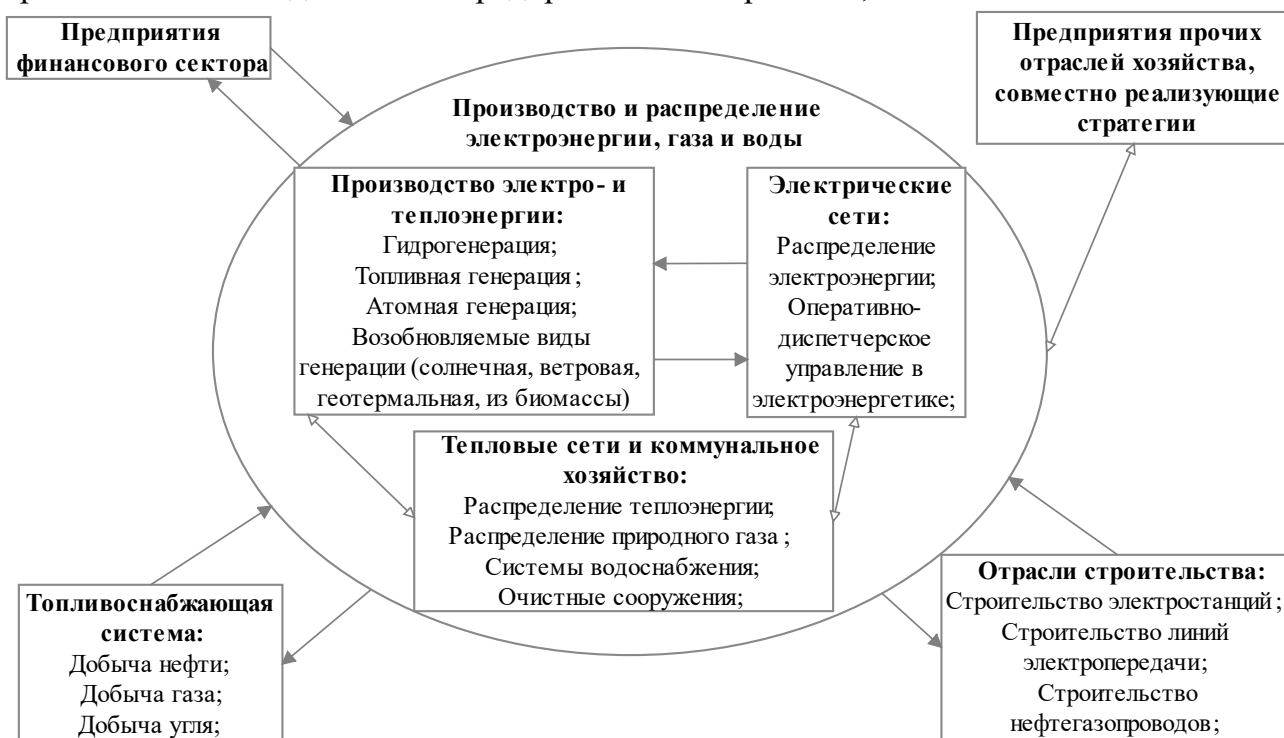 Предприятия
финансового сектора
Предприятия прочих
отраслей хозяйства,
совместно реализующие
стратегии
Производство и распределение
электроэнергии, газа и воды
Производство электро- и
теплоэнергии:
Гидрогенерация;
Топливная генерация ;
Атомная генерация;
Возобновляемые виды
генерации (солнечная, ветровая,
геотермальная, из биомассы)
Электрические
сети:
Распределение
электроэнергии;
Оперативно-
диспетчерское
управление в
электроэнергетике;
Тепловые сети и коммунальное
хозяйство:
Распределение теплоэнергии;
Распределение природного газа ;
Системы водоснабжения;
Очистные сооружения;
Топливоснабжающая
система:
Добыча нефти;
Добыча газа;
Добыча угля;
Отрасли строительства:
Строительство электростанций ;
Строительство линий
электропередачи;
Строительство
нефтегазопроводов;